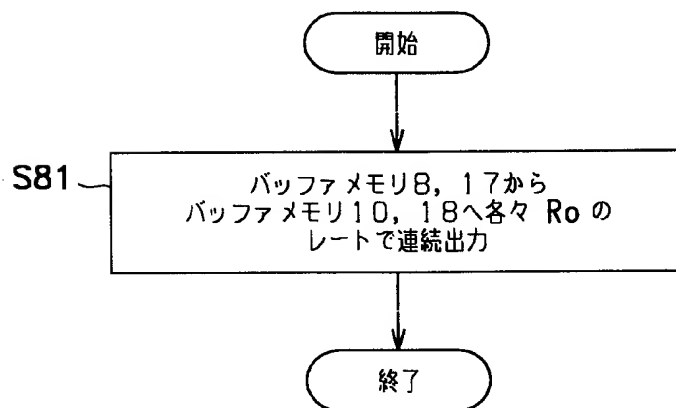 開始
S81
バッファメモリ8，17から
バッファメモリ10，18へ各々 Ro の
レートで連続出力
終了